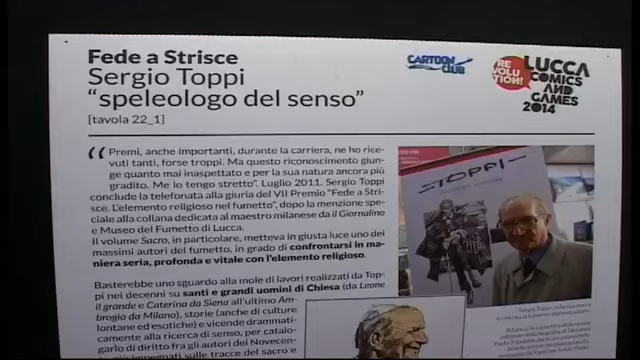 Fede a Strisce
Sergio Toppi
“speleologo del senso”
[tavola 22_1]
CARTOON
club
REVOLUTION!
LUCCA
COMICS
AND
GAMES
2014
“Premi, anche importanti, durante la carriera, ne ho rice-
vuti tanti, forse troppi. Ma questo riconoscimento giun-
ge quanto mai inaspettato e per la sua natura ancora più
gradito. Me lo tengo stretto”. Luglio 2011. Sergio Toppi
conclude la telefonata alla giuria del VII Premio “Fede a Stri-
sce. L'elemento religioso nel fumetto”, dopo la menzione spe-
ciale alla collana dedicata al maestro milanese da il Giornalino
e Museo del Fumetto di Lucca.
Il volume Sacro, in particolare, metteva in giusta luce uno dei
massimi autori del fumetto, in grado di confrontarsi in ma-
niera seria, profonda e vitale con l'elemento religioso.
Basterebbe uno sguardo alla mole di lavori realizzati da Top-
pi nei decenni su santi e grandi uomini di Chiesa (da Leone
il grande e Caterina da Siena all'ultimo Am-
brogio da Milano), storie (anche di culture
lontane ed esotiche) e vicende drammati-
camente alla ricerca di senso, per catalo-
garlo di diritto fra gli autori del Novecen-
impegnati sulle tracce del sacro e
TOPPI
Sergio Toppi nella